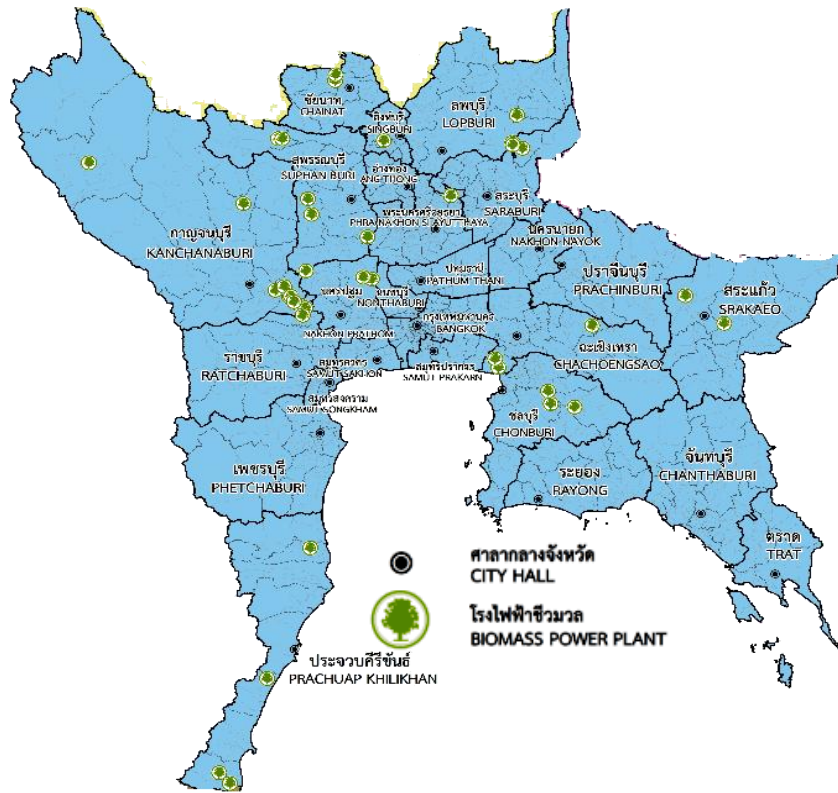 ชัยนาท
CHAINAT
สิงห์บุรี
SINGBURI
ลพบุรี
LOPBURI
สุพรรณบุรี
SUPHAN BURI
อ่างทอง
ANG THONG
สระบุรี
SARABURI
พระนครศรีอยุธยา
PHRA NAKHON SI AYUTTHAYA
นครนายก
NAKHON NAYOK
กาญจนบุรี
KANCHANABURI
ปทุมธานี
PATHUM THANI
ปราจีนบุรี
PRACHINBURI
สระแก้ว
SRAKAEO
นครปฐม
NAKHON PRATHOM
นนทบุรี
NONTHABURI
กรุงเทพมหานคร
BANGKOK
ฉะเชิงเทรา
CHACHOENGSAO
ราชบุรี
RATCHABURI
สมุทรสาคร
SAMUT SAKHON
สมุทรปราการ
SAMUT PRAKARN
สมุทรสงคราม
SAMUT SONGKHAM
ชลบุรี
CHONBURI
เพชรบุรี
PHETCHABURI
ระยอง
RAYONG
จันทบุรี
CHANTHABURI
ตราด
TRAT
ศาลากลางจังหวัด
CITY HALL
โรงไฟฟ้าชีวมวล
BIOMASS POWER PLANT
ประจวบคีรีขันธ์
PRACHUAP KHILIKHAN